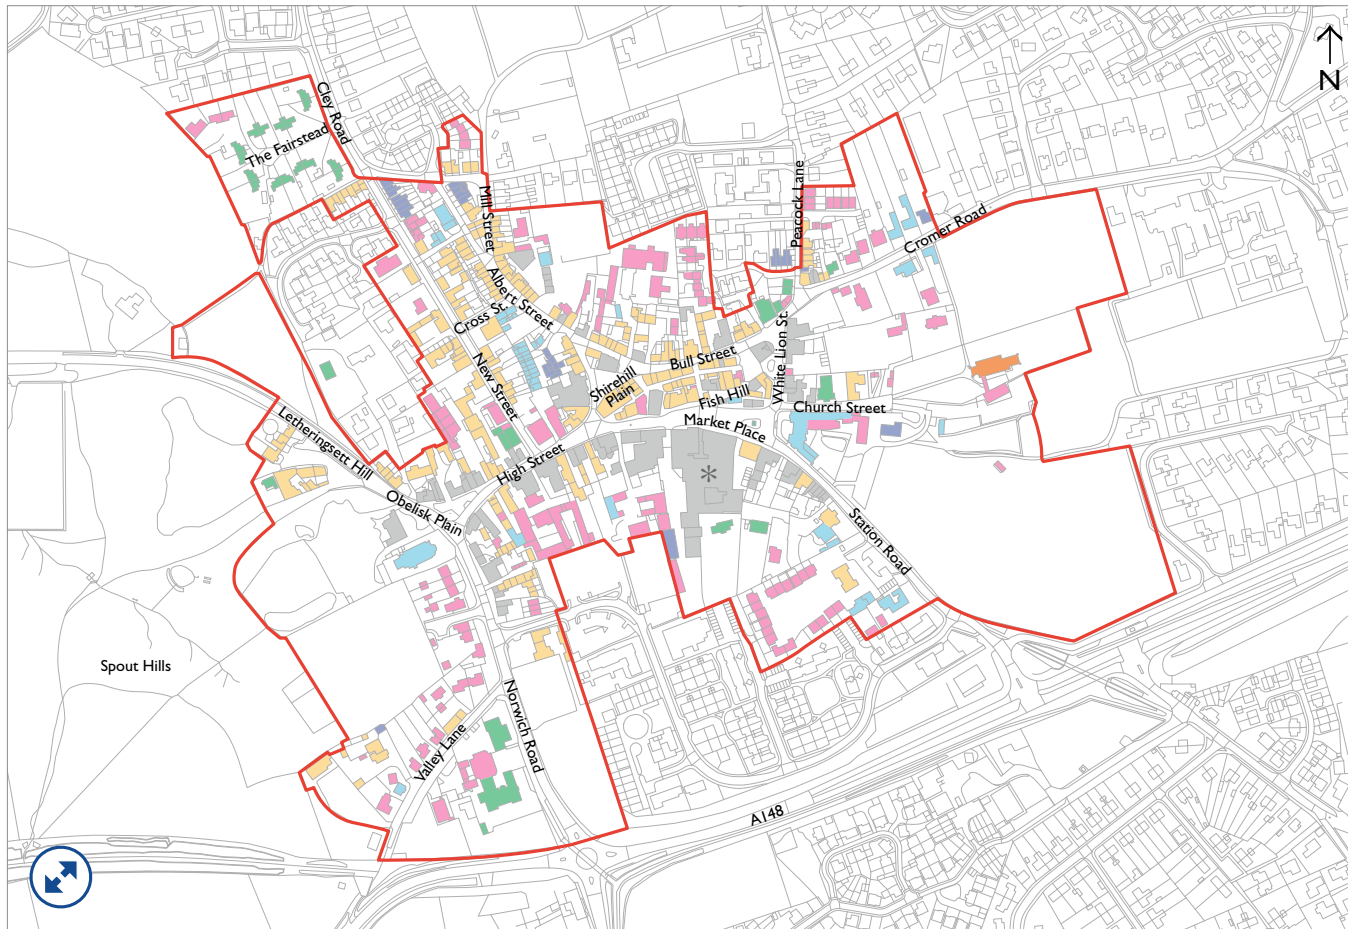 N
Cley Road
The Fairstead
Mill Street
Peacock Lane
Cromer Road
Albert Street
Cross St.
New Street
Shirehill
Plain
Bull Street
White Lion St.
Fish Hill
Church Street
Market Place
Letheringsett Hill
High Street
*
Obelisk Plain
Station Road
Spout Hills
Norwich Road
Valley Lane
A148